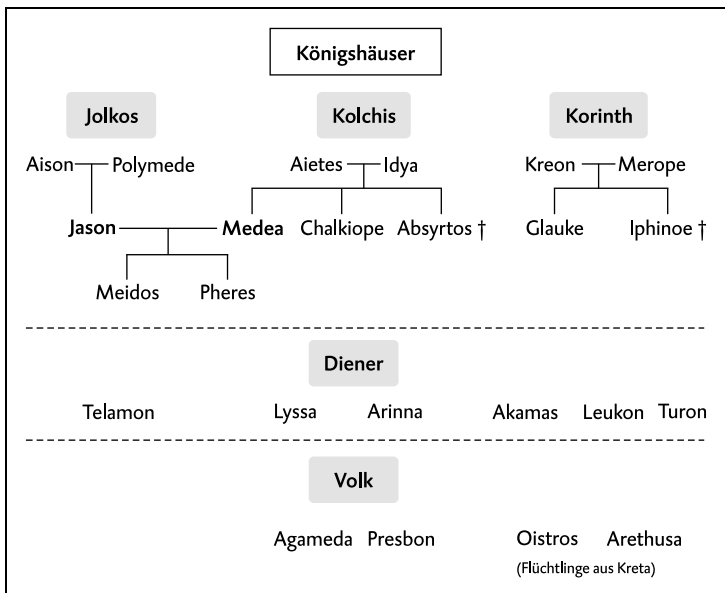 Königshäuser
Jolkos Kolchis Korinth
Aison Polymede Aietes Idya Kreon Merope
Jason Medea Chalkiope Absyrtos † Glauke Iphinoe †
Meidos Pheres
Diener
Telamon Lyssa Arinna Akamas Leukon Turon
Volk
Agameda Presbon Oistros Arethusa
(Flüchtlinge aus Kreta)